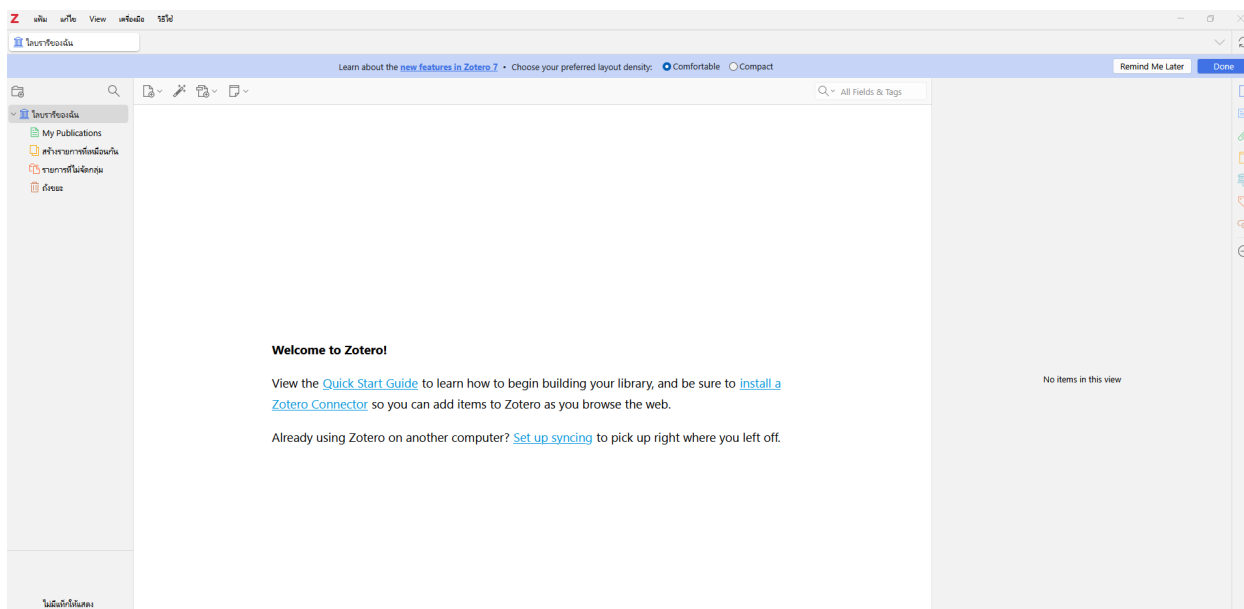 Z แฟ้ม แก้ไข View เครื่องมือ วิธีใช้
ไลบรารีของฉัน
Learn about the new features in Zotero 7 • Choose your preferred layout density: Comfortable Compact Remind Me Later Done
All Fields & Tags
ไลบรารีของฉัน
My Publications
สร้างรายการที่เหมือนกัน
รายการที่ไม่จัดกลุ่ม
ถังขยะ
Welcome to Zotero!
View the Quick Start Guide to learn how to begin building your library, and be sure to install a
Zotero Connector so you can add items to Zotero as you browse the web.
Already using Zotero on another computer? Set up syncing to pick up right where you left off.
No items in this view
ไม่มีแท็กให้แสดง